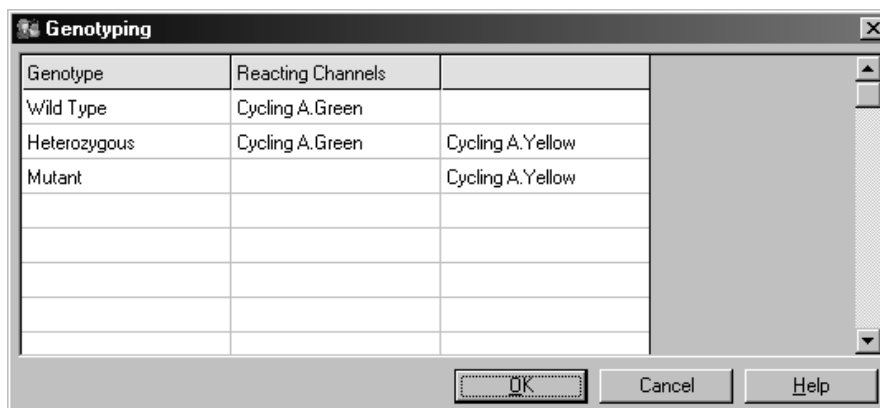 Genotyping
Genotype Reacting Channels
Wild Type Cycling A.Green
Heterozygous Cycling A.Green Cycling A.Yellow
Mutant Cycling A.Yellow
OK Cancel Help